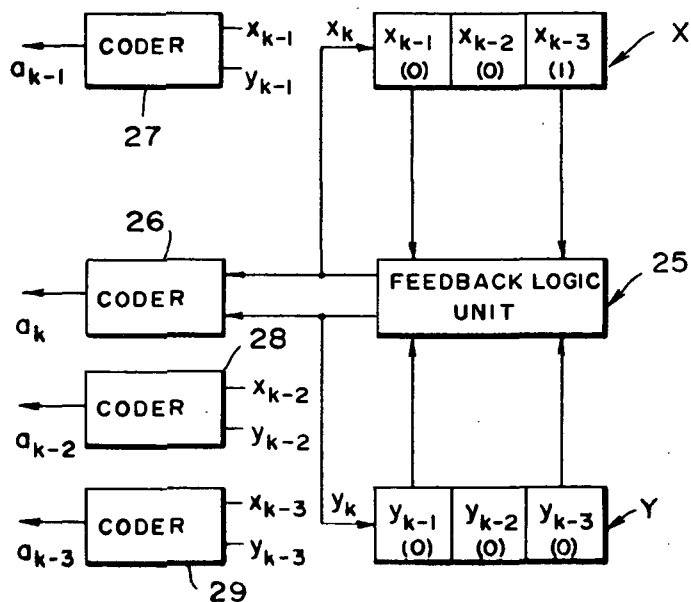 CODER
x_{k-1}
y_{k-1}
a_{k-1}
27
x_k
x_{k-1} x_{k-2} x_{k-3}
(0) (0) (1)
X
26
CODER
a_k
FEEDBACK LOGIC
UNIT
25
28
CODER
x_{k-2}
y_{k-2}
a_{k-2}
CODER
x_{k-3}
y_{k-3}
a_{k-3}
29
y_k
y_{k-1} y_{k-2} y_{k-3}
(0) (0) (0)
Y